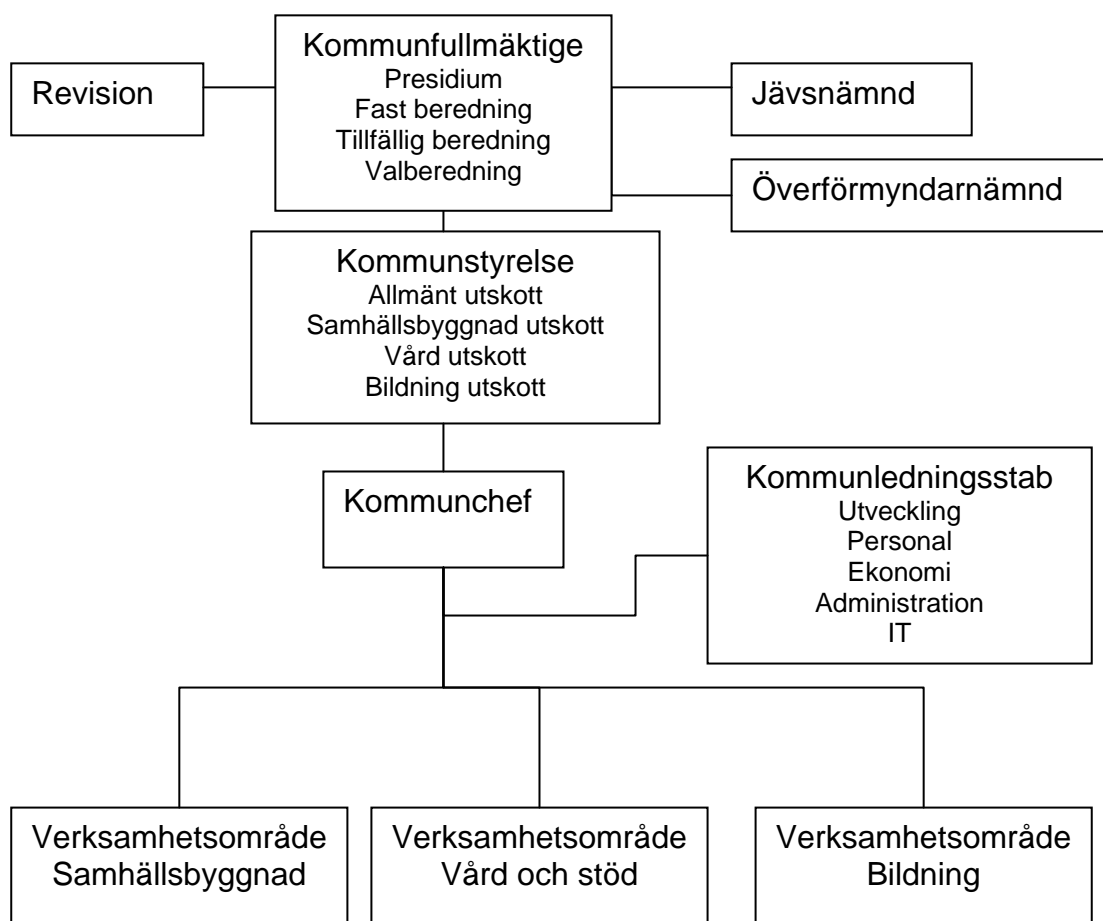 Kommunfullmäktige
Presidium
Fast beredning
Tillfällig beredning
Valberedning
Revision
Jävsnämnd
Överförmyndarnämnd
Kommunstyrelse
Allmänt utskott
Samhällsbyggnad utskott
Vård utskott
Bildning utskott
Kommunchef
Kommunledningsstab
Utveckling
Personal
Ekonomi
Administration
IT
Verksamhetsområde
Samhällsbyggnad
Verksamhetsområde
Vård och stöd
Verksamhetsområde
Bildning